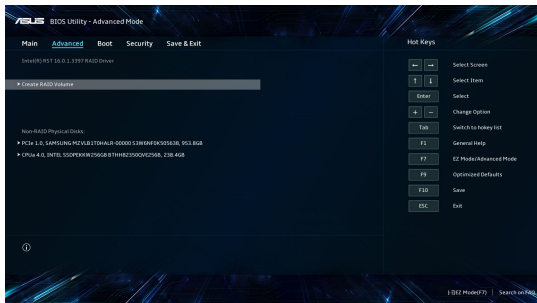 ASUS BIOS Utility - Advanced Mode
Main Advanced Boot Security Save & Exit
Hot Keys
Intel(R) RST 16.0.1.3397 RAID Driver
Create RAID Volume
Non-RAID Physical Disks:
PCIe 1.0, SAMSUNG MZVLB1T0HALR-00000 S3W6NF0K505638, 953.8GB
CPUa 4.0, INTEL SSDPEKKW256G8 BTHH82350QVE256B, 238.4GB
← → Select Screen
↑ ↓ Select Item
Enter Select
+ - Change Option
Tab Switch to hokey list
F1 General Help
F7 EZ Mode/Advanced Mode
F9 Optimized Defaults
F10 Save
ESC Exit
EZ Mode(F7) | Search on FAQ